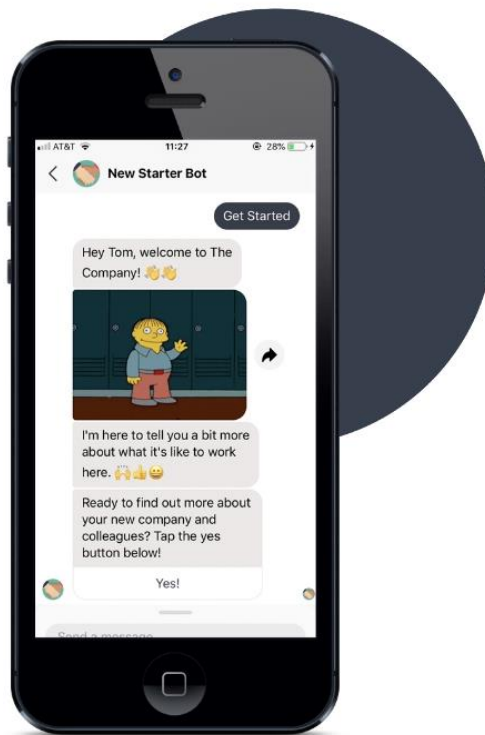 AT&T 11:27 28%
New Starter Bot
Get Started
Hey Tom, welcome to The
Company! 👋👋
I'm here to tell you a bit more
about what it's like to work
here. 🙌👍😀
Ready to find out more about
your new company and
colleagues? Tap the yes
button below!
Yes!
Send a message